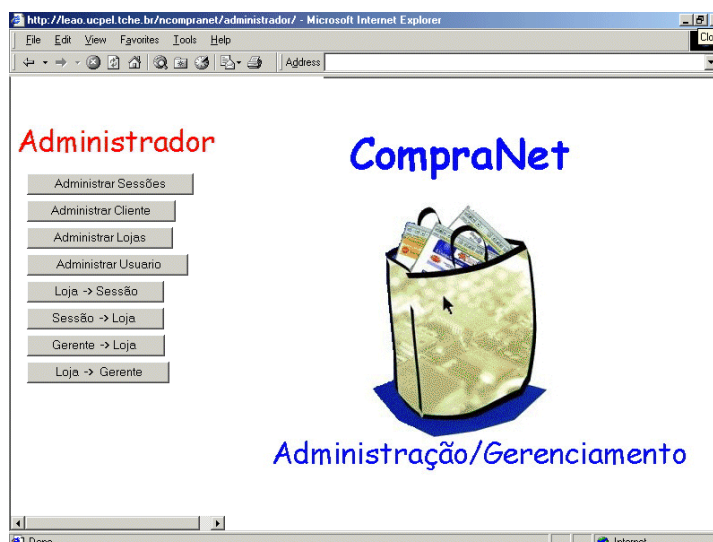 http://leao.ucpel.tche.br/ncompranet/administrador/ - Microsoft Internet Explorer
File Edit View Favorites Tools Help
Clo
Address
Administrador
CompraNet
Administrar Sessões
Administrar Cliente
Administrar Lojas
Administrar Usuario
Loja -> Sessão
Sessão -> Loja
Gerente -> Loja
Loja -> Gerente
Administração/Gerenciamento
Done
Internet